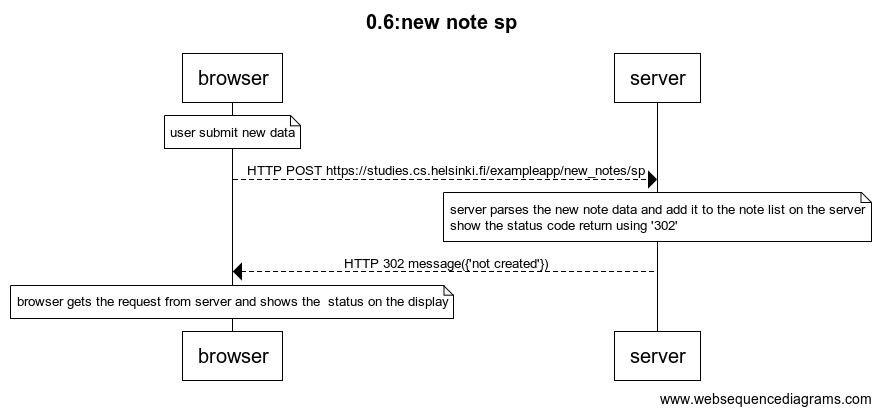 0.6:new note sp
browser
server
user submit new data
HTTP POST https://studies.cs.helsinki.fi/exampleapp/new_notes/sp
server parses the new note data and add it to the note list on the server
show the status code return using '302'
HTTP 302 message({'not created'})
browser gets the request from server and shows the  status on the display
browser
server
www.websequencediagrams.com